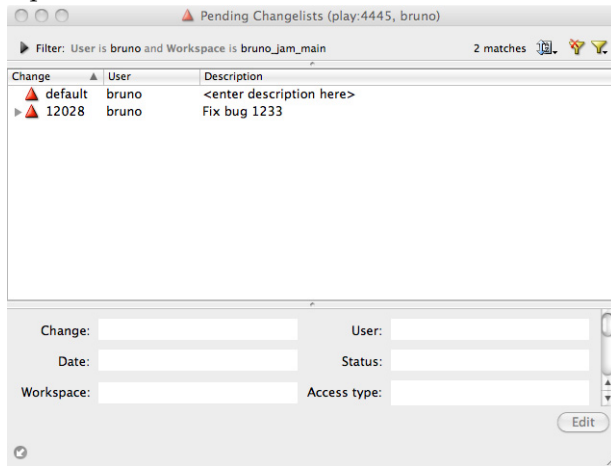 Pending Changelists (play:4445, bruno)
Filter: User is bruno and Workspace is bruno_jam_main 2 matches
Change User Description
default bruno <enter description here>
12028 bruno Fix bug 1233
Change: User:
Date: Status:
Workspace: Access type:
Edit